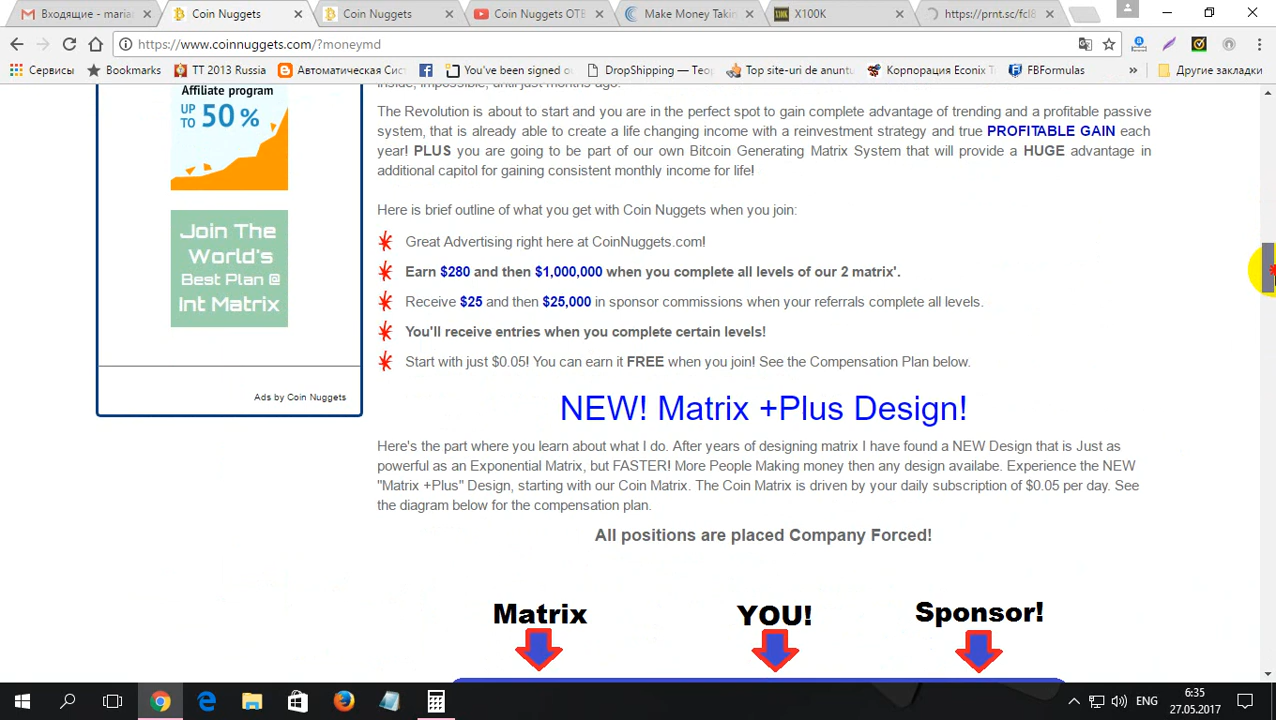 Входящие - maria
Coin Nuggets
Coin Nuggets
Coin Nuggets ОТЕ
Make Money Takin
X100K
https://prnt.sc/fcl8
https://www.coinnuggets.com/?moneymd
Сервисы
Bookmarks
TT 2013 Russia
Автоматическая Сис
You've been signed o
DropShipping — Teop
Top site-uri de anuntu
Корпорация Econix T
FBFormulas
»
Другие закладки
Affiliate program
UP TO 50 %
Join The
World's
Best Plan @
Int Matrix
Ads by Coin Nuggets
inside, impossible, until just months ago.
The Revolution is about to start and you are in the perfect spot to gain complete advantage of trending and a profitable passive
system, that is already able to create a life changing income with a reinvestment strategy and true PROFITABLE GAIN each
year! PLUS you are going to be part of our own Bitcoin Generating Matrix System that will provide a HUGE advantage in
additional capitol for gaining consistent monthly income for life!
Here is brief outline of what you get with Coin Nuggets when you join:
Great Advertising right here at CoinNuggets.com!
Earn $280 and then $1,000,000 when you complete all levels of our 2 matrix'.
Receive $25 and then $25,000 in sponsor commissions when your referrals complete all levels.
You'll receive entries when you complete certain levels!
Start with just $0.05! You can earn it FREE when you join! See the Compensation Plan below.
NEW! Matrix +Plus Design!
Here's the part where you learn about what I do. After years of designing matrix I have found a NEW Design that is Just as
powerful as an Exponential Matrix, but FASTER! More People Making money then any design availabe. Experience the NEW
"Matrix +Plus" Design, starting with our Coin Matrix. The Coin Matrix is driven by your daily subscription of $0.05 per day. See
the diagram below for the compensation plan.
All positions are placed Company Forced!
Matrix
YOU!
Sponsor!
ENG
6:35
27.05.2017